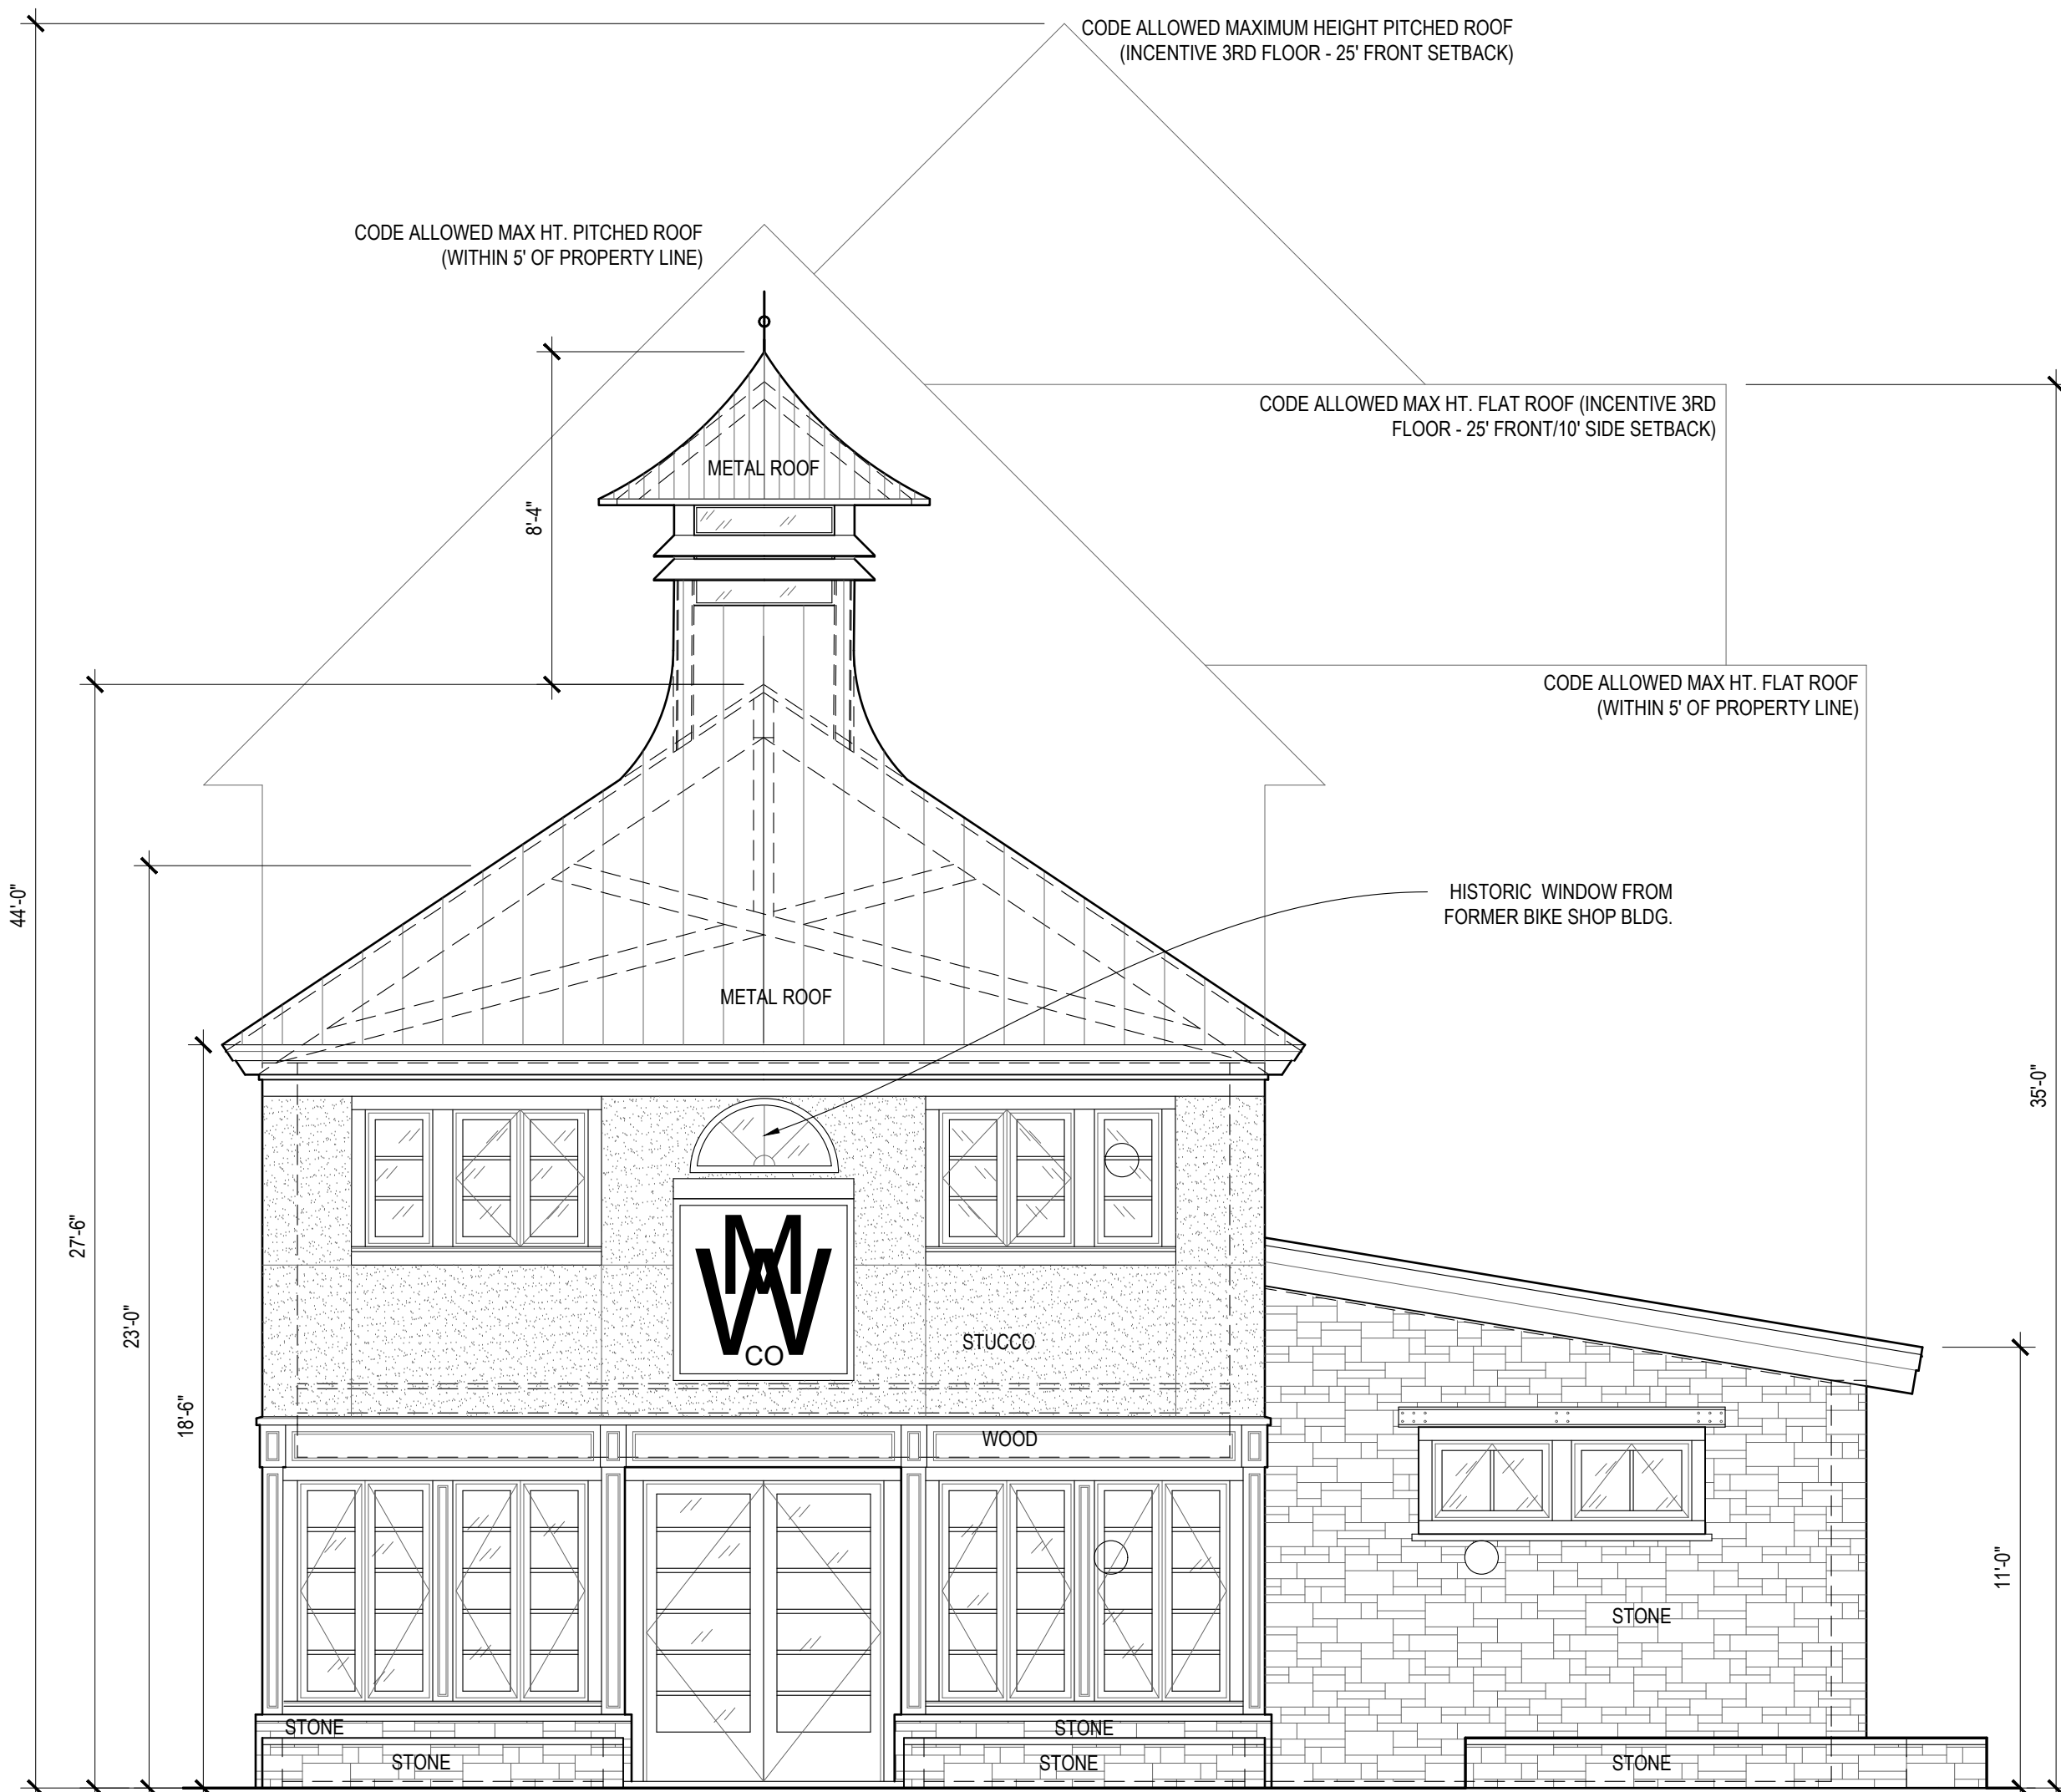 CODE ALLOWED MAXIMUM HEIGHT PITCHED ROOF
(INCENTIVE 3RD FLOOR - 25' FRONT SETBACK)
CODE ALLOWED MAX HT. PITCHED ROOF
(WITHIN 5' OF PROPERTY LINE)
CODE ALLOWED MAX HT. FLAT ROOF (INCENTIVE 3RD
FLOOR - 25' FRONT/10' SIDE SETBACK)
METAL ROOF
8'-4"
CODE ALLOWED MAX HT. FLAT ROOF
(WITHIN 5' OF PROPERTY LINE)
44'-0"
HISTORIC WINDOW FROM
FORMER BIKE SHOP BLDG.
METAL ROOF
35'-0"
27'-6"
23'-0"
18'-6"
M
W
CO
STUCCO
WOOD
11'-0"
STONE
STONE
STONE
STONE
STONE
STONE